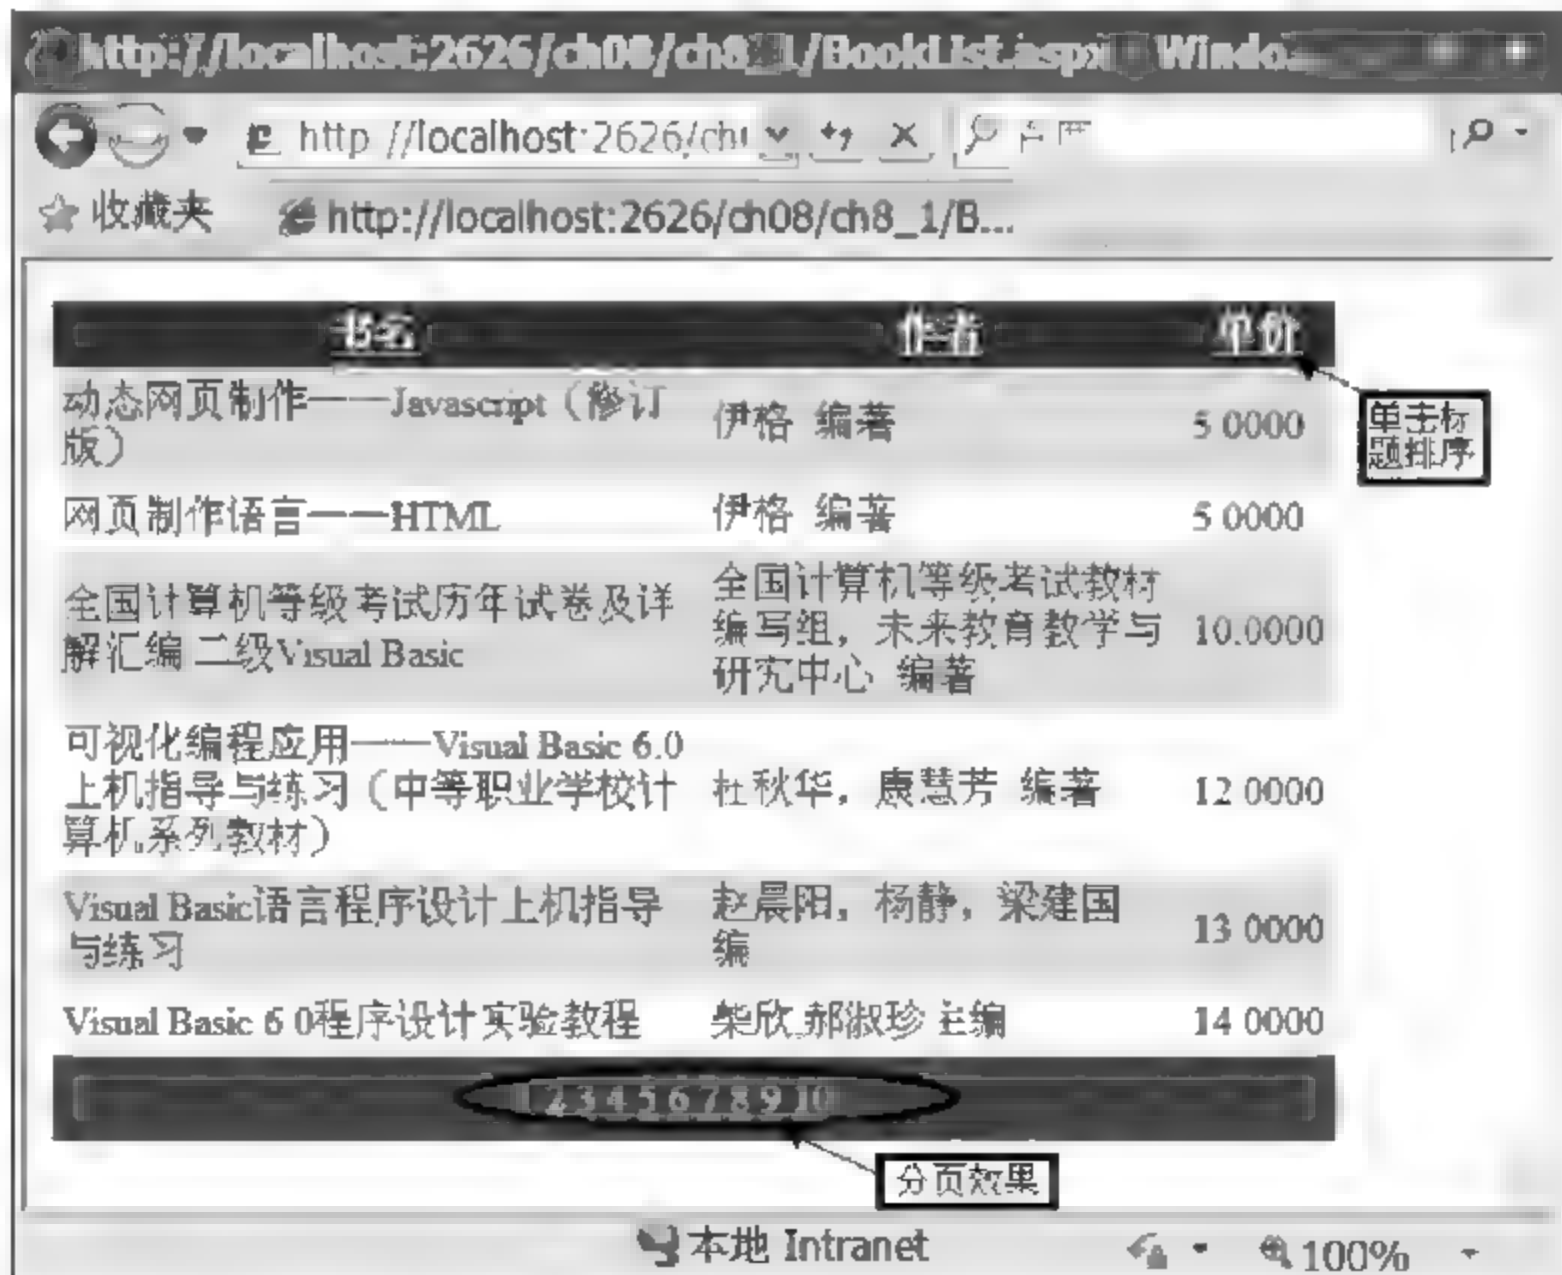 http://localhost:2626/ch08/ch8_1/BookList.aspx Windo...
http //localhost:2626/ch
收藏夹 http://localhost:2626/ch08/ch8_1/B...
书名 作者 单价
动态网页制作——Javascript（修订
版）
伊格 编著
5 0000
单击标
题排序
网页制作语言——HTML 伊格 编著 5 0000
全国计算机等级考试历年试卷及详
解汇编 二级Visual Basic
全国计算机等级考试教材
编写组，未来教育教学与
研究中心 编著
10.0000
可视化编程应用——Visual Basic 6.0
上机指导与练习（中等职业学校计
算机系列教材）
杜秋华，康慧芳 编著
12 0000
Visual Basic语言程序设计上机指导
与练习
赵晨阳，杨静，梁建国
编
13 0000
Visual Basic 6 0程序设计实验教程 柴欣 郝淑珍 主编 14 0000
1 2 3 4 5 6 7 8 9 10
分页效果
本地 Intranet 100%